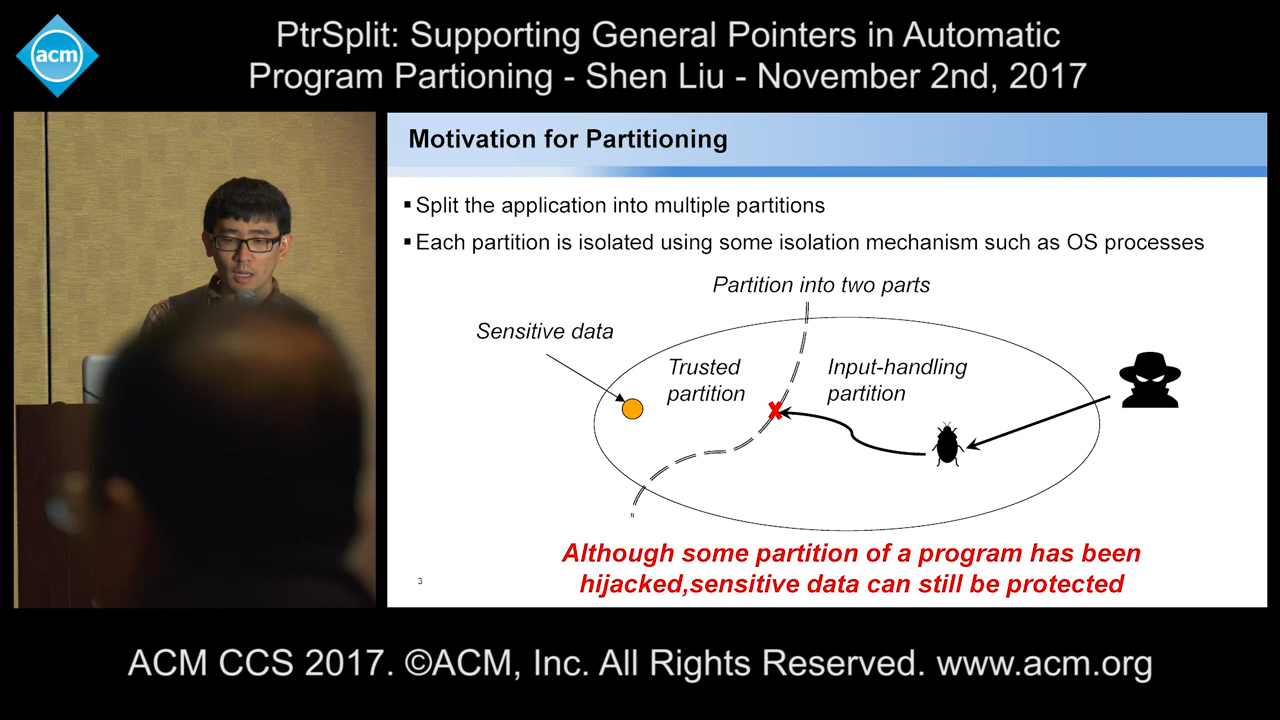 acm
PtrSplit: Supporting General Pointers in Automatic
Program Partioning - Shen Liu - November 2nd, 2017
Motivation for Partitioning
▪ Split the application into multiple partitions
▪ Each partition is isolated using some isolation mechanism such as OS processes
Partition into two parts
Sensitive data
Trusted
partition
Input-handling
partition
Although some partition of a program has been
hijacked,sensitive data can still be protected
3
ACM CCS 2017. ©ACM, Inc. All Rights Reserved. www.acm.org